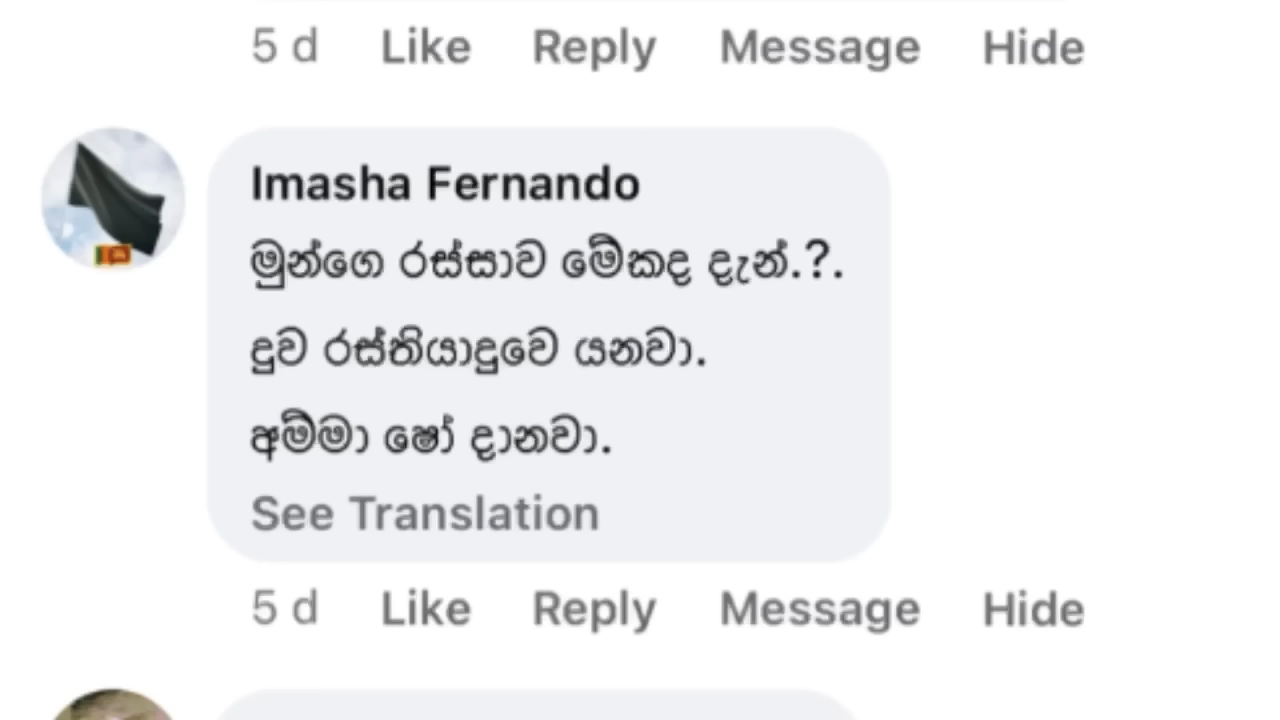 5 d Like Reply Message Hide
Imasha Fernando
මුන්ගෙ රස්සාව මේකද දැන්.?.
දුව රස්තියාදුවෙ යනවා.
අම්මා ෂෝ දානවා.
See Translation
5 d Like Reply Message Hide